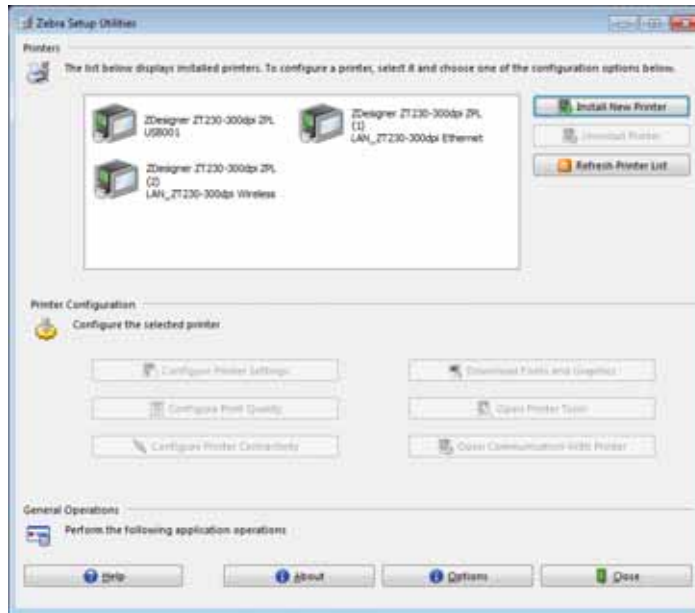 Zebra Setup Utilities
Printers
The list below displays installed printers. To configure a printer, select it and choose one of the configuration options below.
ZDesigner ZT230-300dpi ZPL
USB001
ZDesigner ZT230-300dpi ZPL
(1)
LAN_ZT230-300dpi Ethernet
ZDesigner ZT230-300dpi ZPL
(2)
LAN_ZT230-300dpi Wireless
Install New Printer
Uninstall Printer
Refresh Printer List
Printer Configuration
Configure the selected printer
Configure Printer Settings
Download Fonts and Graphics
Configure Print Quality
Open Printer Tools
Configure Printer Connectivity
Open Communication With Printer
General Operations
Perform the following application operations
Help
About
Options
Close